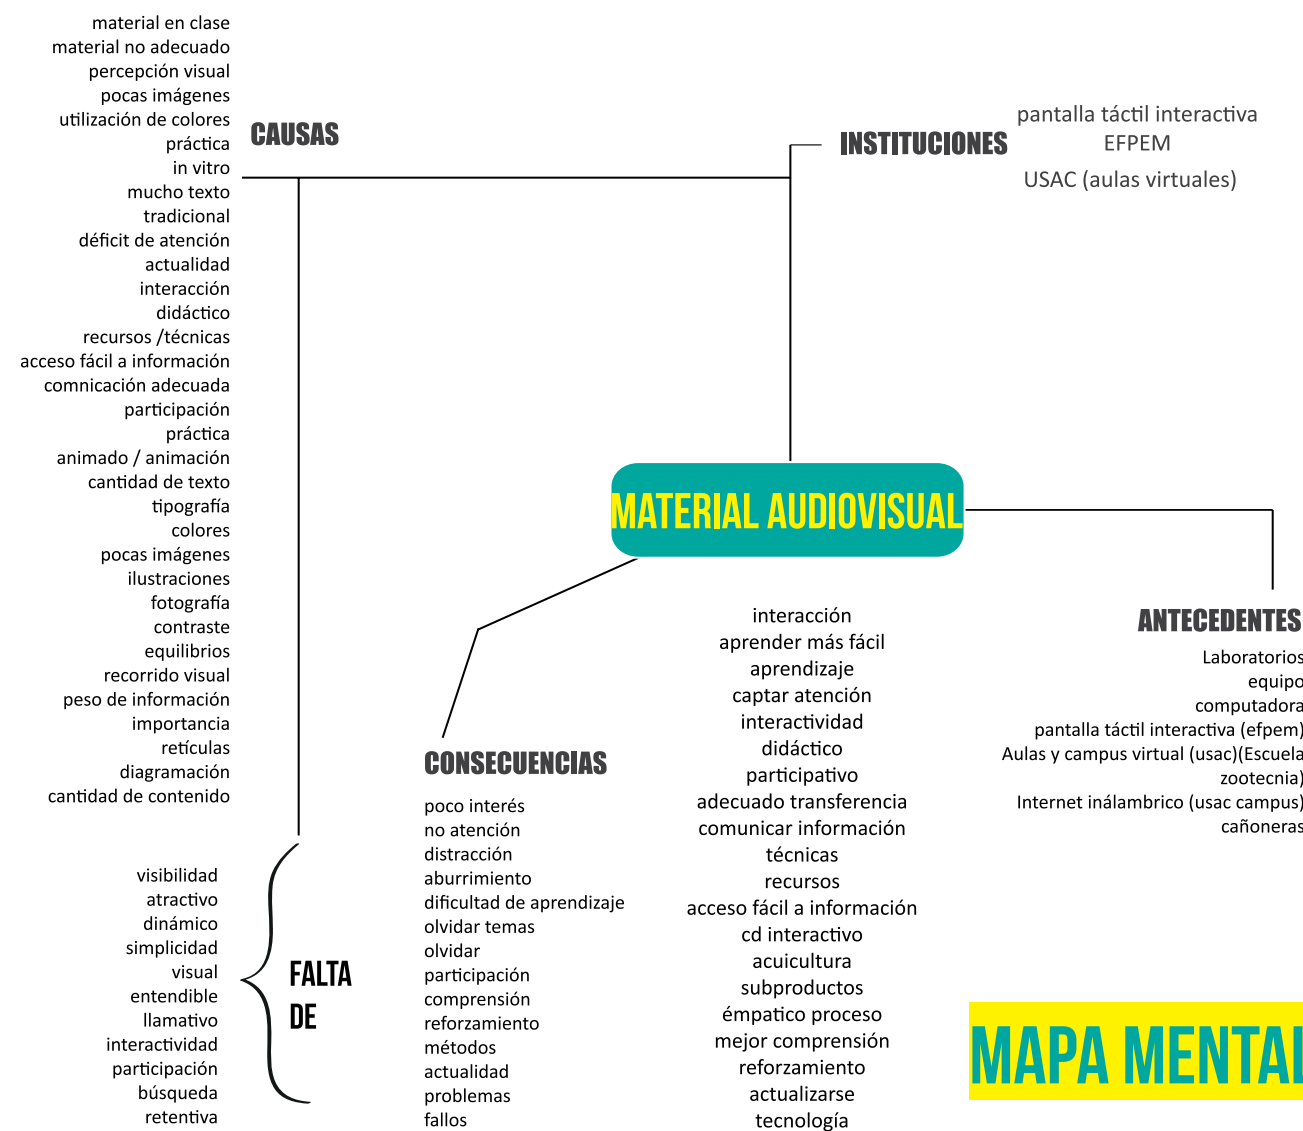 material en clase
material no adecuado
percepción visual
pocas imágenes
utilización de colores
práctica
in vitro
mucho texto
tradicional
déficit de atención
actualidad
interacción
didáctico
recursos /técnicas
acceso fácil a información
comnicación adecuada
participación
práctica
animado / animación
cantidad de texto
tipografía
colores
pocas imágenes
ilustraciones
fotografía
contraste
equilibrios
recorrido visual
peso de información
importancia
retículas
diagramación
cantidad de contenido
CAUSAS
visibilidad
atractivo
dinámico
simplicidad
visual
entendible
llamativo
interactividad
participación
búsqueda
retentiva
FALTA
DE
INSTITUCIONES
pantalla táctil interactiva
EFPEM
USAC (aulas virtuales)
MATERIAL AUDIOVISUAL
CONSECUENCIAS
poco interés
no atención
distracción
aburrimiento
dificultad de aprendizaje
olvidar temas
olvidar
participación
comprensión
reforzamiento
métodos
actualidad
problemas
fallos
interacción
aprender más fácil
aprendizaje
captar atención
interactividad
didáctico
participativo
adecuado transferencia
comunicar información
técnicas
recursos
acceso fácil a información
cd interactivo
acuicultura
subproductos
émpatico proceso
mejor comprensión
reforzamiento
actualizarse
tecnología
ANTECEDENTES
Laboratorios
equipo
computadora
pantalla táctil interactiva (efpem)
Aulas y campus virtual (usac)(Escuela
zootecnia)
Internet inálambrico (usac campus)
cañoneras
MAPA MENTAL